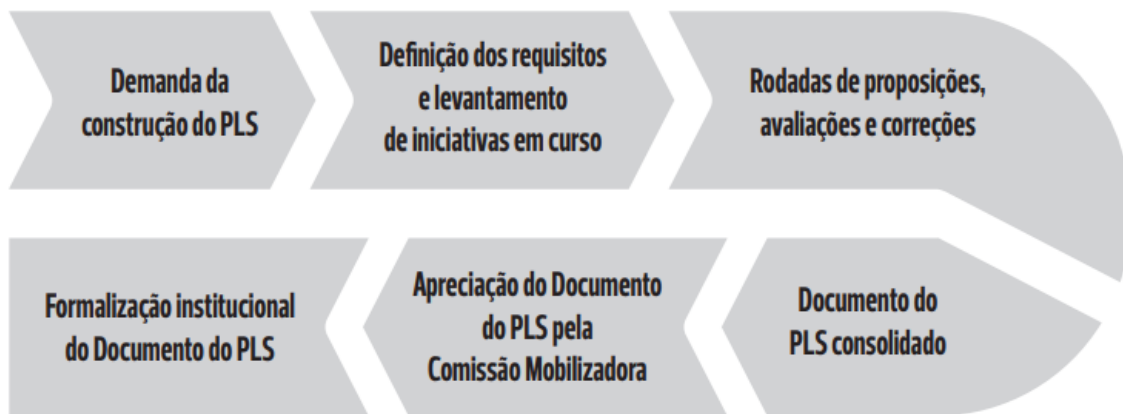 Demanda da
construção do PLS
Definição dos requisitos
e levantamento
de iniciativas em curso
Rodadas de proposições,
avaliações e correções
Documento do
PLS consolidado
Apreciação do Documento
do PLS pela
Comissão Mobilizadora
Formalização institucional
do Documento do PLS